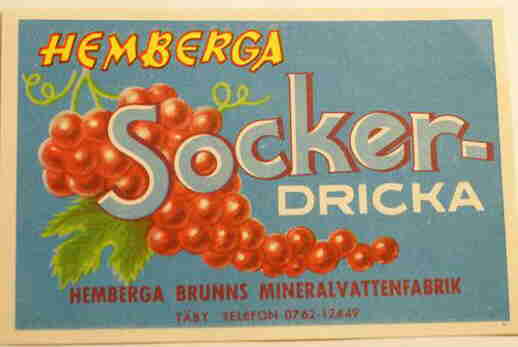 HEMBERGA
Socker-
DRICKA
HEMBERGA BRUNNS MINERALVATTENFABRIK
TÄBY TELEFON 0762-12449